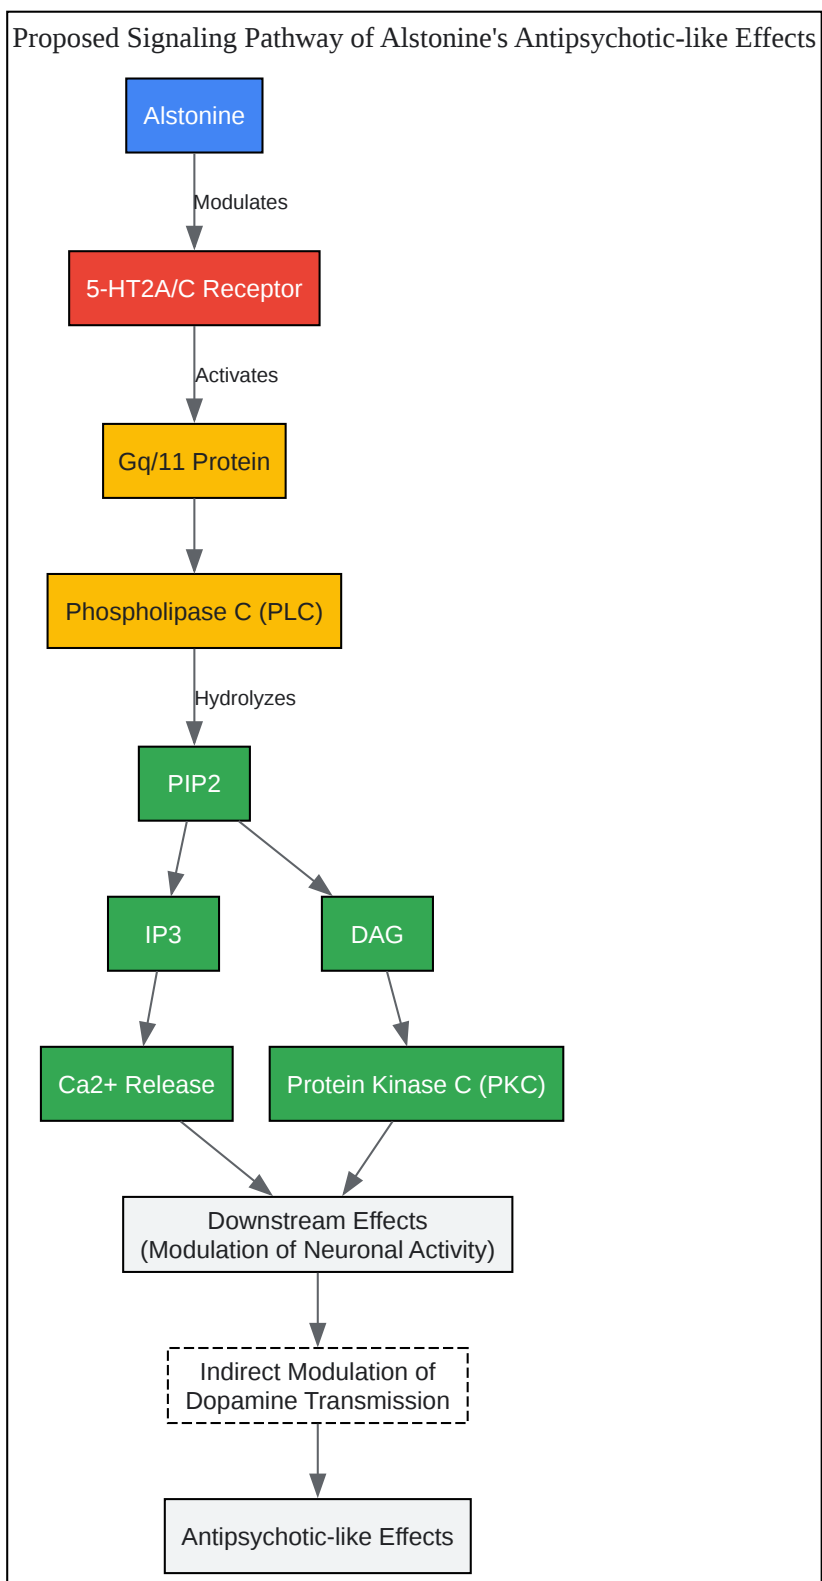 Proposed Signaling Pathway of Alstonine's Antipsychotic-like Effects
Alstonine
Modulates
5-HT2A/C Receptor
Activates
Gq/11 Protein
Phospholipase C (PLC)
Hydrolyzes
PIP2
IP3
DAG
Ca2+ Release
Protein Kinase C (PKC)
Downstream Effects
(Modulation of Neuronal Activity)
Indirect Modulation of
Dopamine Transmission
Antipsychotic-like Effects